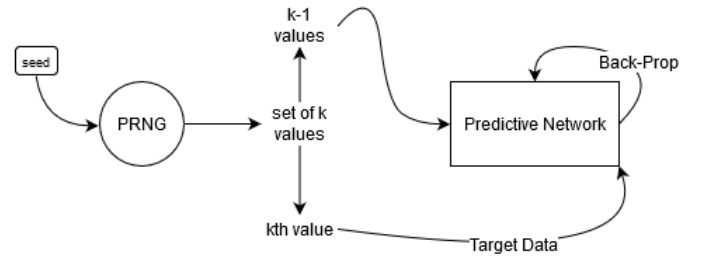 k-1
values
seed
Back-Prop
PRNG
set of k
values
Predictive Network
kth value
Target Data